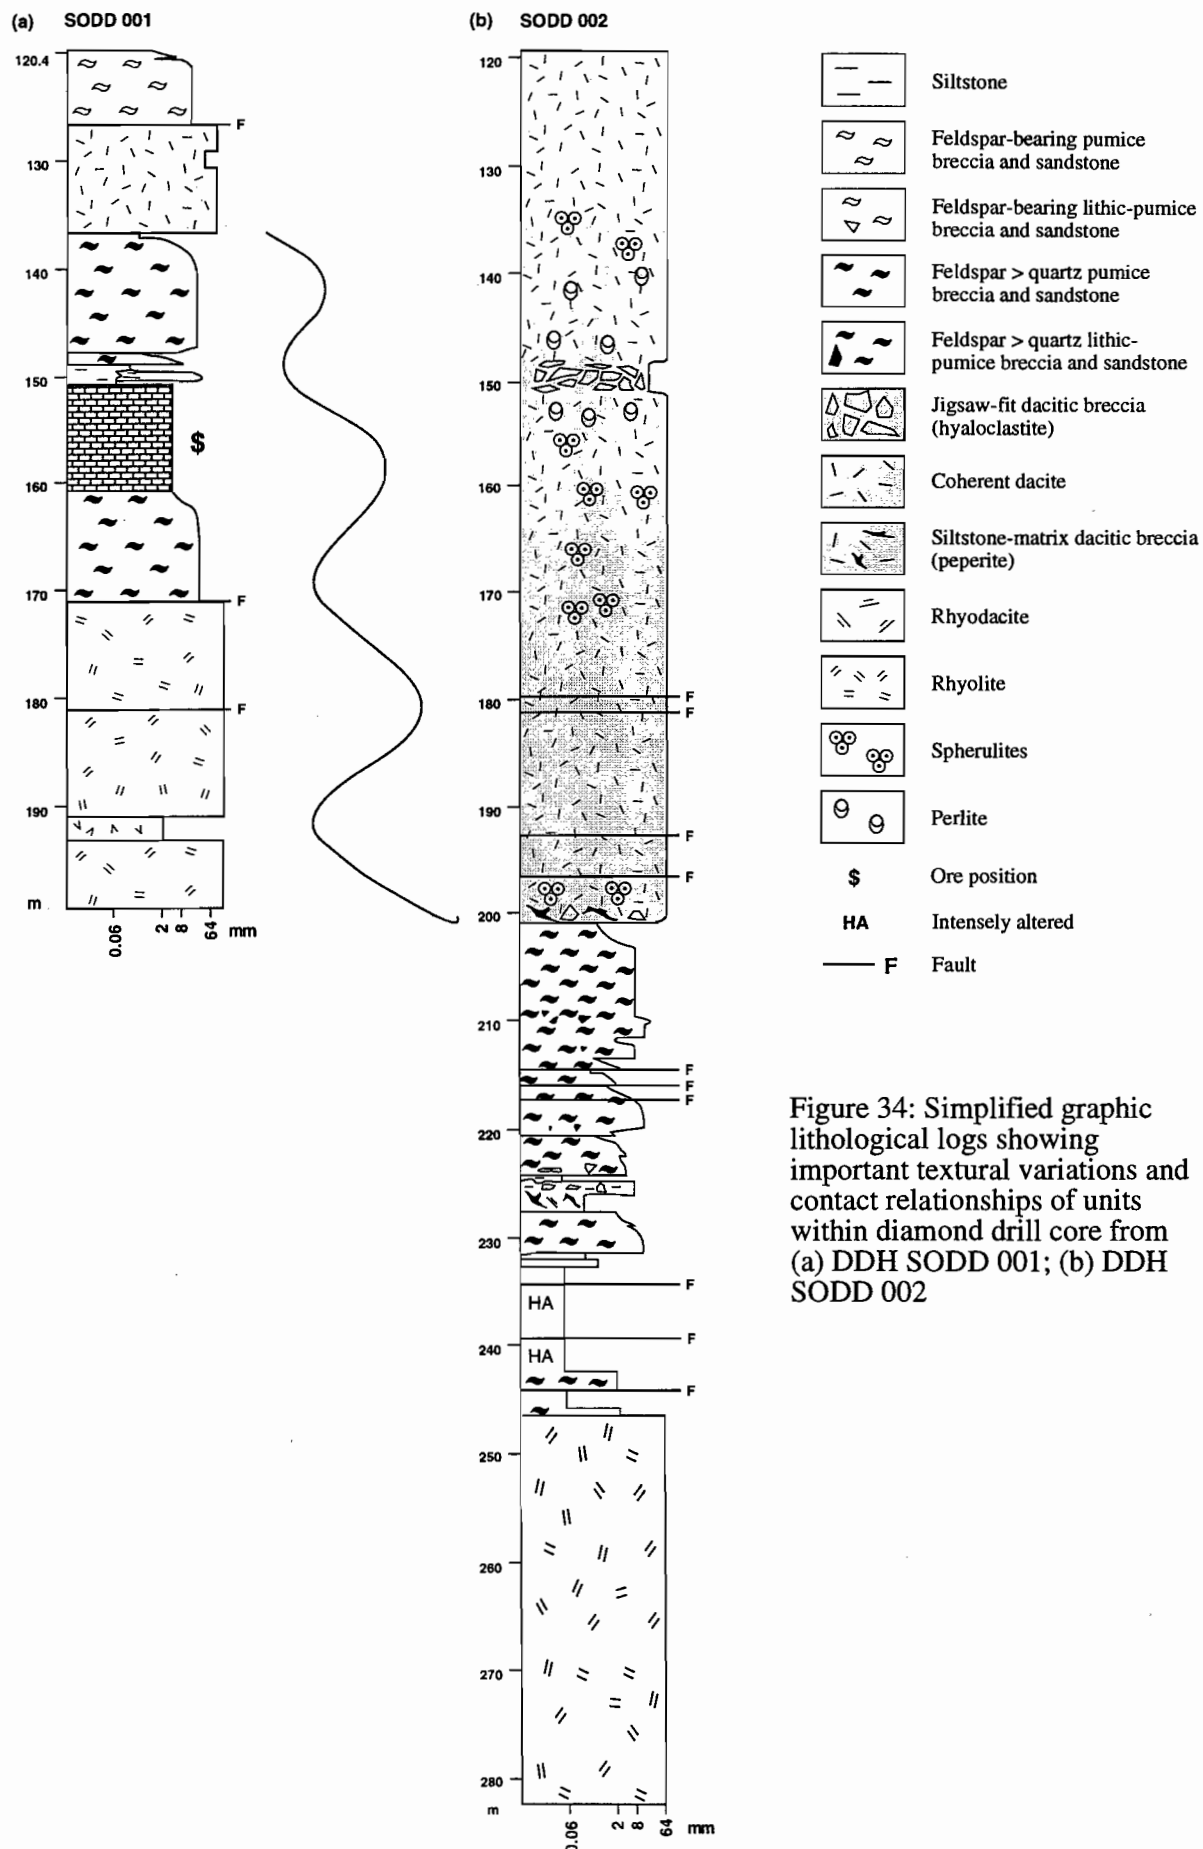 (a) SODD 001
120.4
F
130
140
150
$
160
170
F
180
F
190
m
0.06 2 8 64 mm
(b) SODD 002
120
130
140
150
160
170
180
F
F
190
F
F
200
210
F
F
F
220
230
F
HA
F
240
HA
F
250
260
270
280
m
0.06 2 8 64 mm
Siltstone
Feldspar-bearing pumice
breccia and sandstone
Feldspar-bearing lithic-pumice
breccia and sandstone
Feldspar > quartz pumice
breccia and sandstone
Feldspar > quartz lithic-
pumice breccia and sandstone
Jigsaw-fit dacitic breccia
(hyaloclastite)
Coherent dacite
Siltstone-matrix dacitic breccia
(peperite)
Rhyodacite
Rhyolite
Spherulites
Perlite
$ Ore position
HA Intensely altered
F Fault
Figure 34: Simplified graphic
lithological logs showing
important textural variations and
contact relationships of units
within diamond drill core from
(a) DDH SODD 001; (b) DDH
SODD 002